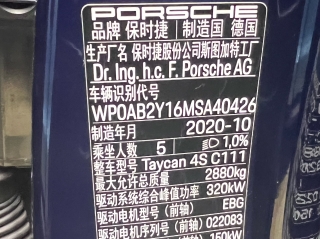 PORSCHE
品牌 保时捷 制造国 德国
生产厂名 保时捷股份公司斯图加特工厂
Dr. Ing. h.c. F. Porsche AG
车辆识别代号
WP0AB2Y16MSA40426
制造年月 2020-10
乘坐人数 5 1,0%
整车型号 Taycan 4S C111
最大允许总质量 2880kg
驱动系统综合峰值功率 320kW
驱动电机型号（前轴） EBG
驱动电机序列号（前轴） 022083
150kW